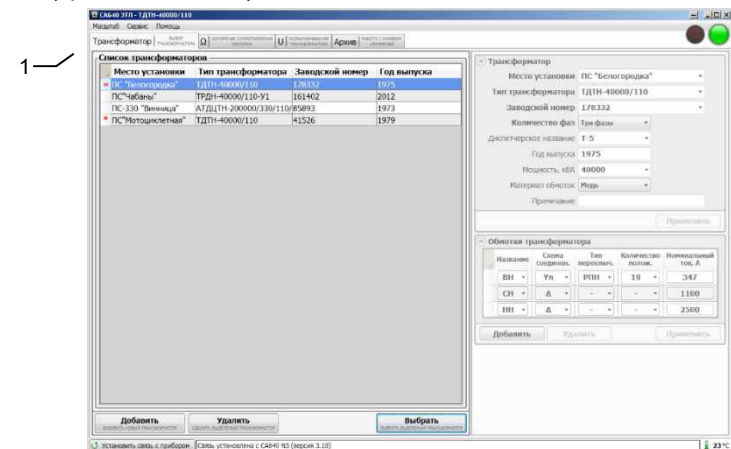 СА640 ЭТЛ - ТДТН-40000/110
Масштаб Сервис Помощь
Трансформатор ВЫБОР ТРАНСФОРМАТОРА Ω U Архив
1
Список трансформаторов
Место установки Тип трансформатора Заводской номер Год выпуска
ПС "Белогородка" ТДТН-40000/110 178332 1975
ПС"Чабаны" ТРДН-40000/110-У1 161402 2012
ПС-330 "Винница" АТДЦТН-200000/330/110/ 85893 1973
ПС"Мотоциклетная" ТДТН-40000/110 41526 1979
Добавить Удалить Выбрать
Трансформатор
Место установки ПС "Белогородка"
Тип трансформатора ТДТН-40000/110
Заводской номер 178332
Количество фаз Три фазы
Диспетчерское название Т-5
Год выпуска 1975
Мощность, кВА 40000
Материал обмоток Медь
Примечание
Применить
Обмотки трансформатора
Название Схема соединен. Тип переключ. Количество полож. Номинальный ток, А
ВН Yn РПН 19 347
СН Δ - - 1100
НН Δ - - 2500
Добавить Удалить Применить
Установить связь с прибором Связь установлена с СА640 N3 (версия 3.10) 23 °C